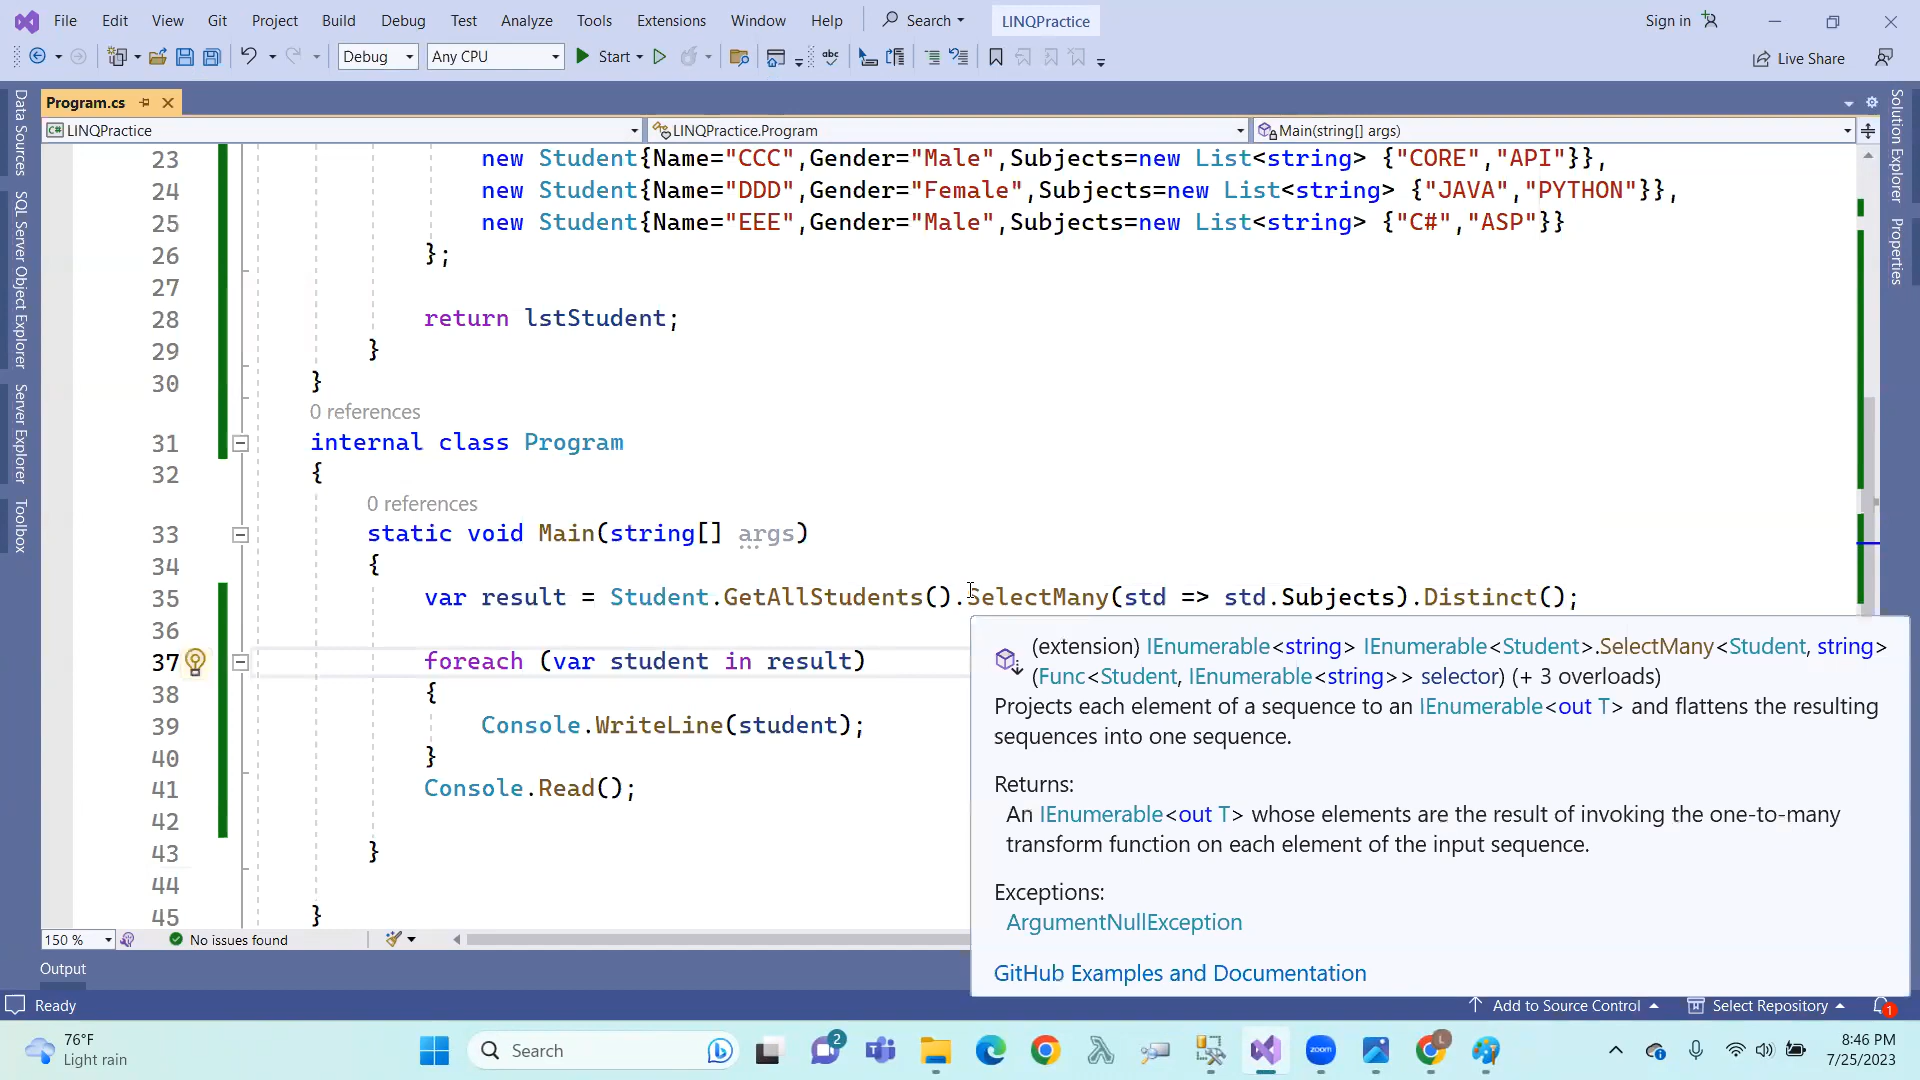 File Edit View Git Project Build Debug Test Analyze Tools Extensions Window Help Search LINQPractice Sign in
Debug Any CPU Start abc Live Share
Program.cs
C# LINQPractice LINQPractice.Program Main(string[] args)
Data Sources
SQL Server Object Explorer
Server Explorer
Toolbox
Solution Explorer
Properties
23 new Student{Name="CCC",Gender="Male",Subjects=new List<string> {"CORE","API"}},
24 new Student{Name="DDD",Gender="Female",Subjects=new List<string> {"JAVA","PYTHON"}},
25 new Student{Name="EEE",Gender="Male",Subjects=new List<string> {"C#","ASP"}}
26 };
27
28 return lstStudent;
29 }
30 }
0 references
31 internal class Program
32 {
0 references
33 static void Main(string[] args)
34 {
35 var result = Student.GetAllStudents().SelectMany(std => std.Subjects).Distinct();
36
37 foreach (var student in result)
38 {
39 Console.WriteLine(student);
40 }
41 Console.Read();
42
43 }
44
45 }
(extension) IEnumerable<string> IEnumerable<Student>.SelectMany<Student, string>
(Func<Student, IEnumerable<string>> selector) (+ 3 overloads)
Projects each element of a sequence to an IEnumerable<out T> and flattens the resulting
sequences into one sequence.
Returns:
An IEnumerable<out T> whose elements are the result of invoking the one-to-many
transform function on each element of the input sequence.
Exceptions:
ArgumentNullException
GitHub Examples and Documentation
150 % No issues found
Output
Ready Add to Source Control Select Repository 1
76°F
Light rain
Search
2
zoom
L
8:46 PM
7/25/2023